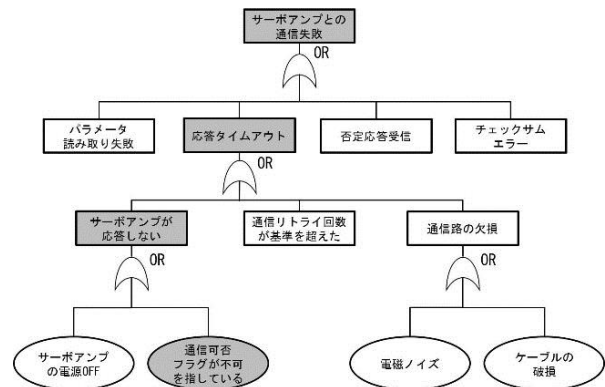 サーボアンプとの
通信失敗
OR
パラメータ
読み取り失敗
応答タイムアウト
否定応答受信
チェックサム
エラー
OR
サーボアンプが
応答しない
通信リトライ回数
が基準を超えた
通信路の欠損
OR
OR
サーボアンプ
の電源OFF
通信可否
フラグが不可
を指している
電磁ノイズ
ケーブルの
破損